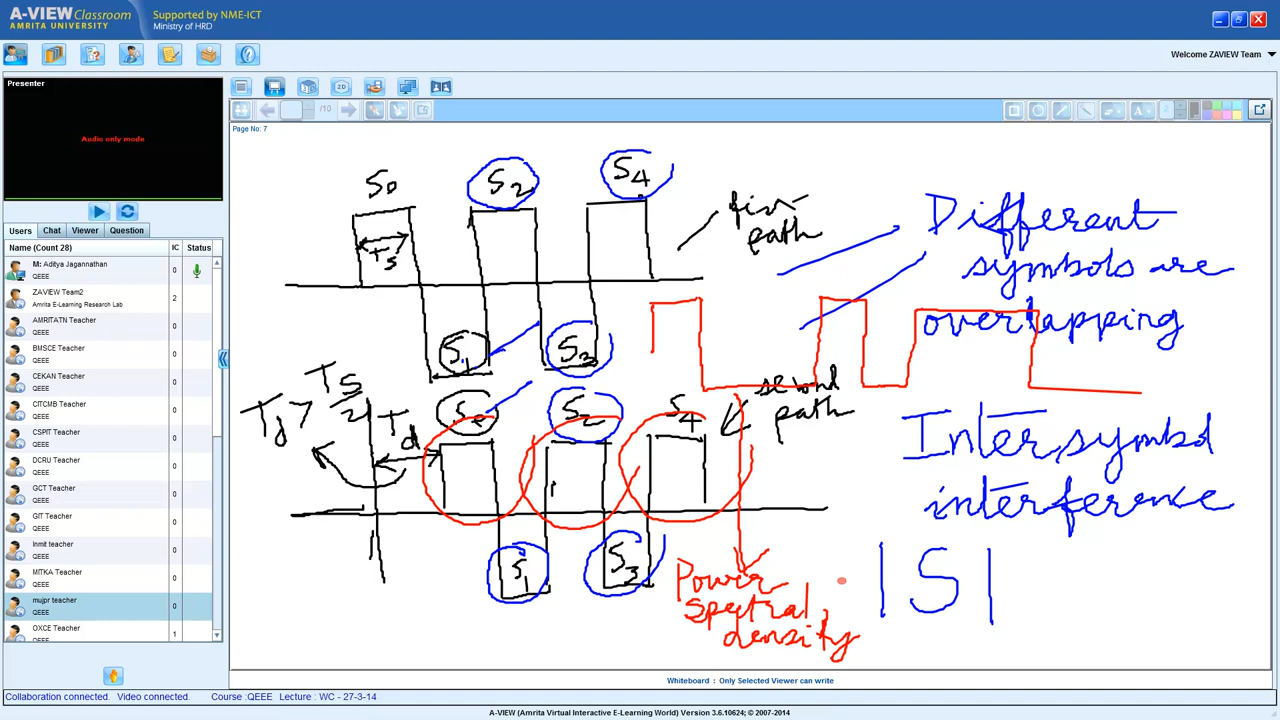 A-VIEW Classroom
AMRITA UNIVERSITY
Supported by NME-ICT
Ministry of HRD
Welcome ZAVIEW Team
Presenter
Audio only mode
Users Chat Viewer Question
Name (Count 28) IC Status
M: Aditya Jagannathan 0
QEEE
ZAVIEW Team2 2
Amrita E-Learning Research Lab
AMRITATN Teacher 0
QEEE
BMSCE Teacher 0
QEEE
CEKAN Teacher 0
QEEE
CITCMB Teacher 0
QEEE
CSPIT Teacher 0
QEEE
DCRU Teacher 0
QEEE
GCT Teacher 0
QEEE
GIT Teacher 0
QEEE
Inmit teacher 0
QEEE
MITKA Teacher 0
QEEE
mujpr teacher 0
QEEE
OXCE Teacher 1
QEEE
2D
/10
A
2
Page No: 7
S0 S2 S4
Ts
first
path
S1 S3
Different
symbols are
overlapping
Td > Ts/2
Td
S0 S2 S4
second
path
S1 S3
Inter symbol
interference
ISI
Power
spectral
density
Whiteboard : Only Selected Viewer can write
Collaboration connected. Video connected. Course :QEEE Lecture : WC - 27-3-14
A-VIEW (Amrita Virtual Interactive E-Learning World) Version 3.6.10624; © 2007-2014